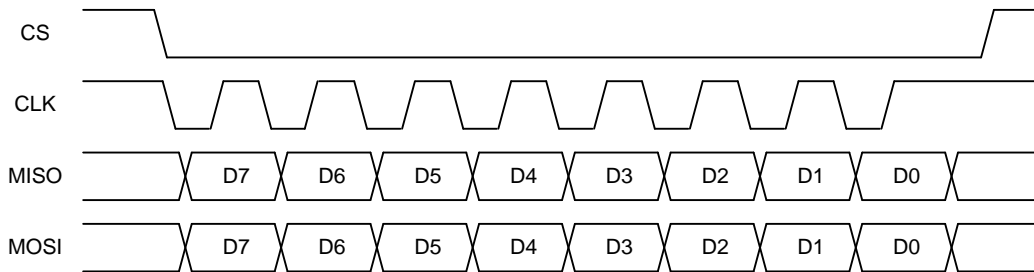 CS
CLK
MISO D7 D6 D5 D4 D3 D2 D1 D0
MOSI D7 D6 D5 D4 D3 D2 D1 D0